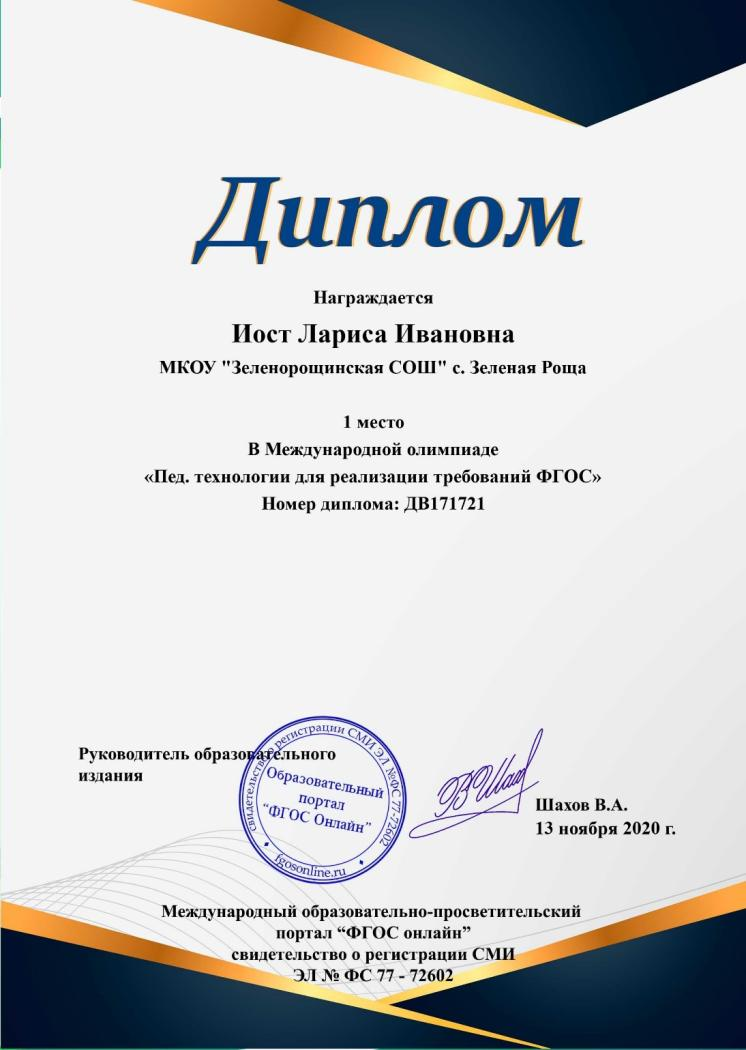 Диплом
Награждается
Иост Лариса Ивановна
МКОУ "Зеленорощинская СОШ" с. Зеленая Роща
1 место
В Международной олимпиаде
«Пед. технологии для реализации требований ФГОС»
Номер диплома: ДВ171721
Руководитель образовательного
издания
свидетельство о регистрации СМИ ЭЛ №ФС 77-72602
Образовательный
портал
“ФГОС Онлайн”
fgosonline.ru
Шахов В.А.
13 ноября 2020 г.
Международный образовательно-просветительский
портал “ФГОС онлайн”
свидетельство о регистрации СМИ
ЭЛ № ФС 77 - 72602